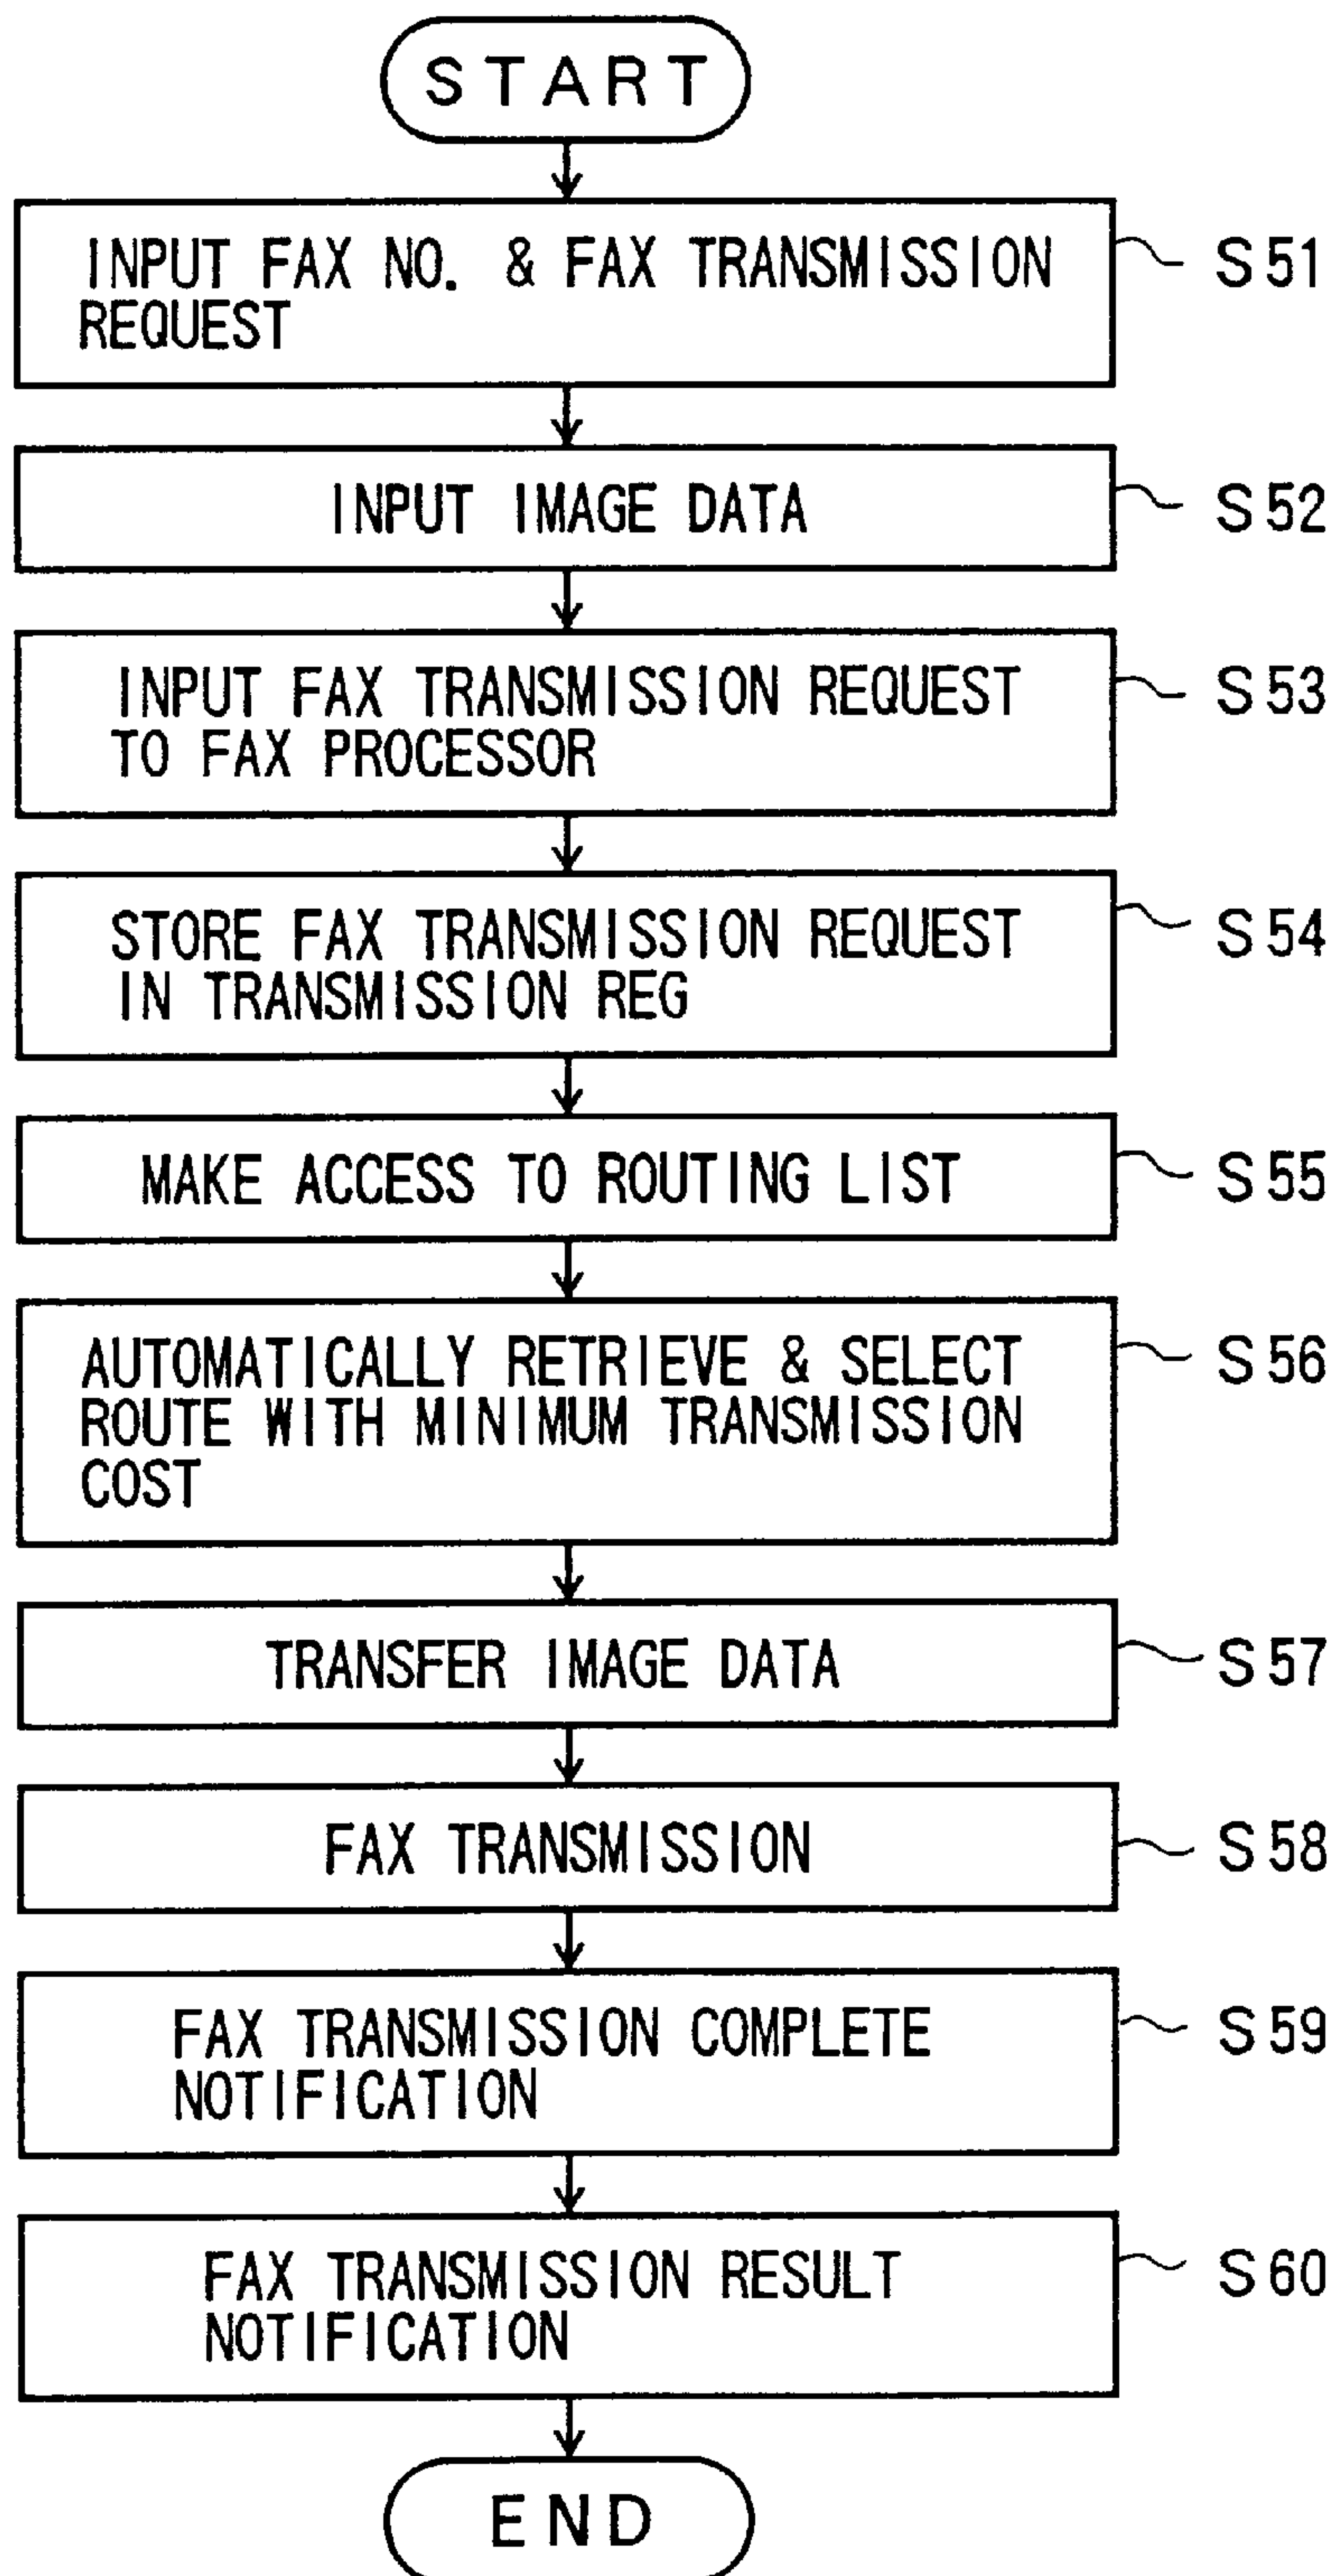 START
INPUT FAX NO. & FAX TRANSMISSION
REQUEST
S51
INPUT IMAGE DATA
S52
INPUT FAX TRANSMISSION REQUEST
TO FAX PROCESSOR
S53
STORE FAX TRANSMISSION REQUEST
IN TRANSMISSION REG
S54
MAKE ACCESS TO ROUTING LIST
S55
AUTOMATICALLY RETRIEVE & SELECT
ROUTE WITH MINIMUM TRANSMISSION
COST
S56
TRANSFER IMAGE DATA
S57
FAX TRANSMISSION
S58
FAX TRANSMISSION COMPLETE
NOTIFICATION
S59
FAX TRANSMISSION RESULT
NOTIFICATION
S60
END